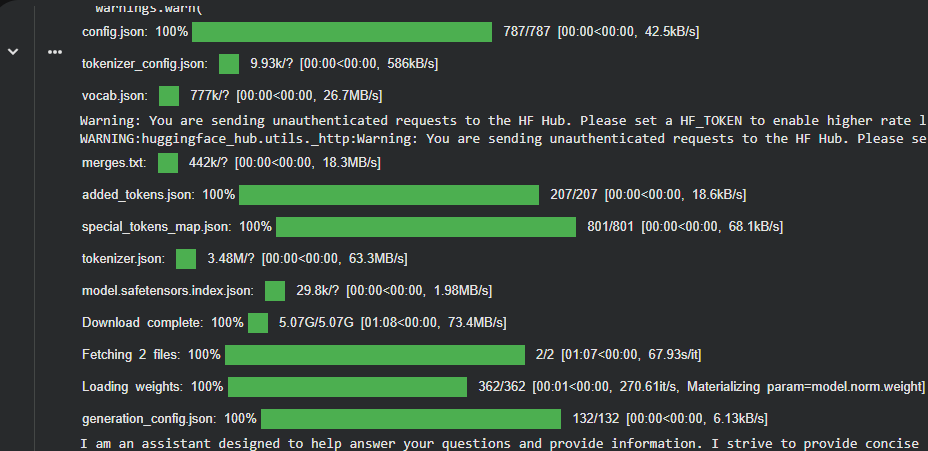 warnings.warn(
config.json: 100% 787/787 [00:00<00:00, 42.5kB/s]
tokenizer_config.json: 9.93k/? [00:00<00:00, 586kB/s]
vocab.json: 777k/? [00:00<00:00, 26.7MB/s]
Warning: You are sending unauthenticated requests to the HF Hub. Please set a HF_TOKEN to enable higher rate l
WARNING:huggingface_hub.utils._http:Warning: You are sending unauthenticated requests to the HF Hub. Please se
merges.txt: 442k/? [00:00<00:00, 18.3MB/s]
added_tokens.json: 100% 207/207 [00:00<00:00, 18.6kB/s]
special_tokens_map.json: 100% 801/801 [00:00<00:00, 68.1kB/s]
tokenizer.json: 3.48M/? [00:00<00:00, 63.3MB/s]
model.safetensors.index.json: 29.8k/? [00:00<00:00, 1.98MB/s]
Download complete: 100% 5.07G/5.07G [01:08<00:00, 73.4MB/s]
Fetching 2 files: 100% 2/2 [01:07<00:00, 67.93s/it]
Loading weights: 100% 362/362 [00:01<00:00, 270.61it/s, Materializing param=model.norm.weight]
generation_config.json: 100% 132/132 [00:00<00:00, 6.13kB/s]
I am an assistant designed to help answer your questions and provide information. I strive to provide concise